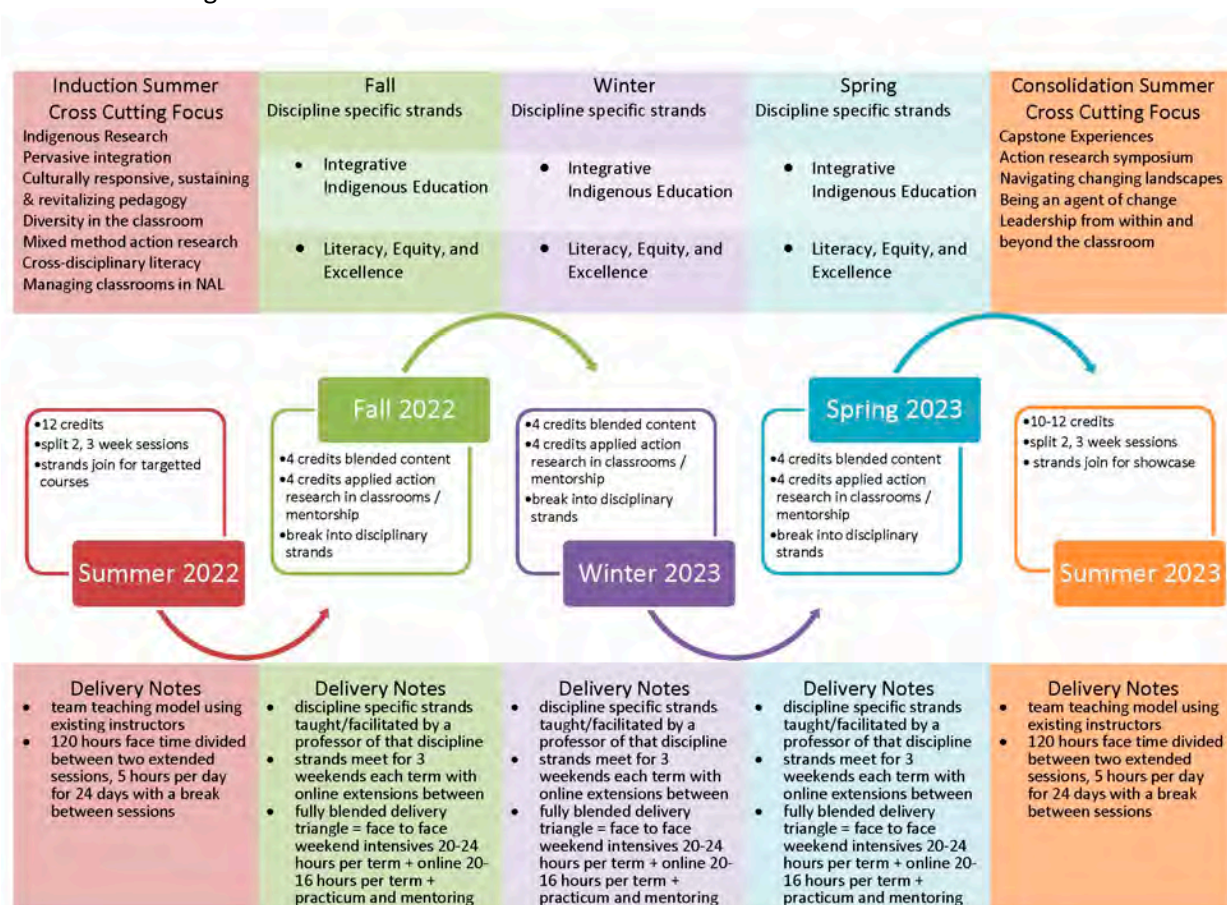 Induction Summer
Cross Cutting Focus
Indigenous Research
Pervasive integration
Culturally responsive, sustaining
& revitalizing pedagogy
Diversity in the classroom
Mixed method action research
Cross-disciplinary literacy
Managing classrooms in NAL
Fall
Discipline specific strands
• Integrative
Indigenous Education
• Literacy, Equity, and
Excellence
Winter
Discipline specific strands
• Integrative
Indigenous Education
• Literacy, Equity, and
Excellence
Spring
Discipline specific strands
• Integrative
Indigenous Education
• Literacy, Equity, and
Excellence
Consolidation Summer
Cross Cutting Focus
Capstone Experiences
Action research symposium
Navigating changing landscapes
Being an agent of change
Leadership from within and
beyond the classroom
•12 credits
•split 2, 3 week sessions
•strands join for targetted
courses
Summer 2022
Fall 2022
•4 credits blended content
•4 credits applied action
research in classrooms /
mentorship
•break into disciplinary
strands
•4 credits blended content
•4 credits applied action
research in classrooms /
mentorship
•break into disciplinary
strands
Winter 2023
Spring 2023
•4 credits blended content
•4 credits applied action
research in classrooms /
mentorship
•break into disciplinary
strands
•10-12 credits
•split 2, 3 week sessions
• strands join for showcase
Summer 2023
Delivery Notes
• team teaching model using
existing instructors
• 120 hours face time divided
between two extended
sessions, 5 hours per day
for 24 days with a break
between sessions
Delivery Notes
• discipline specific strands
taught/facilitated by a
professor of that discipline
• strands meet for 3
weekends each term with
online extensions between
• fully blended delivery
triangle = face to face
weekend intensives 20-24
hours per term + online 20-
16 hours per term +
practicum and mentoring
Delivery Notes
• discipline specific strands
taught/facilitated by a
professor of that discipline
• strands meet for 3
weekends each term with
online extensions between
• fully blended delivery
triangle = face to face
weekend intensives 20-24
hours per term + online 20-
16 hours per term +
practicum and mentoring
Delivery Notes
• discipline specific strands
taught/facilitated by a
professor of that discipline
• strands meet for 3
weekends each term with
online extensions between
• fully blended delivery
triangle = face to face
weekend intensives 20-24
hours per term + online 20-
16 hours per term +
practicum and mentoring
Delivery Notes
• team teaching model using
existing instructors
• 120 hours face time divided
between two extended
sessions, 5 hours per day
for 24 days with a break
between sessions